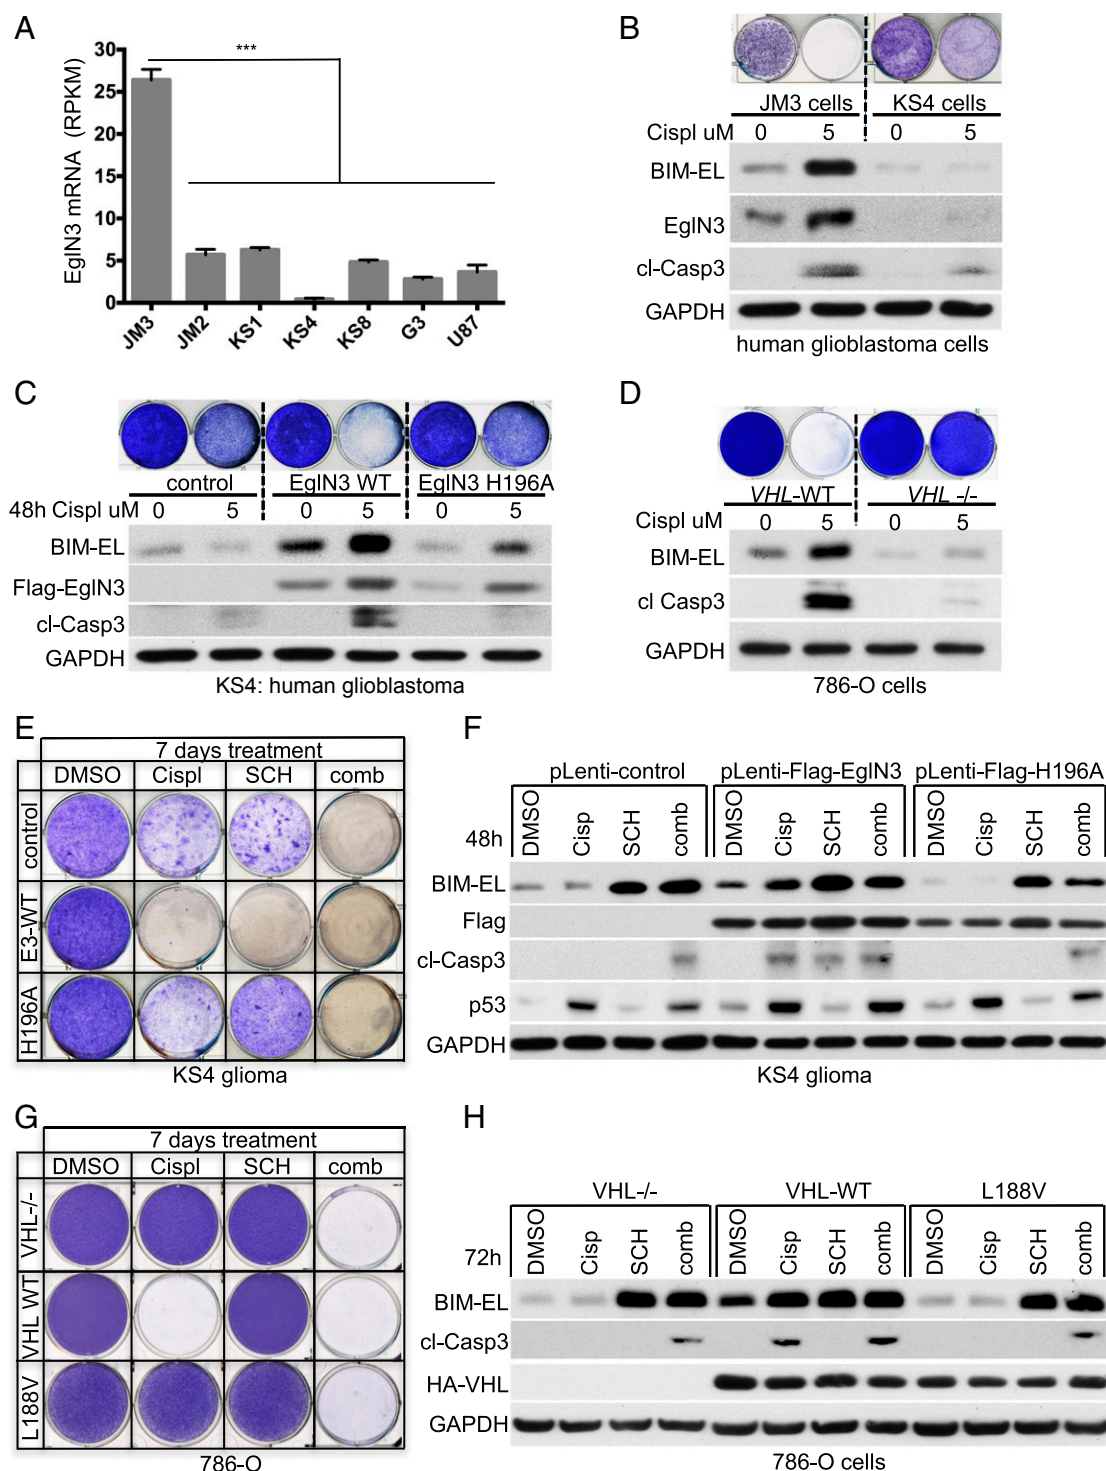 A
EglN3 mRNA (RPKM)
30
25
20
15
10
5
0
***
JM3
JM2
KS1
KS4
KS8
G3
U87
B
JM3 cells KS4 cells
Cispl uM 0 5 0 5
BIM-EL
EglN3
cl-Casp3
GAPDH
human glioblastoma cells
C
control EglN3 WT EglN3 H196A
48h Cispl uM 0 5 0 5 0 5
BIM-EL
Flag-EglN3
cl-Casp3
GAPDH
KS4: human glioblastoma
D
VHL-WT VHL -/-
Cispl uM 0 5 0 5
BIM-EL
cl Casp3
GAPDH
786-O cells
E
7 days treatment
DMSO Cispl SCH comb
control
E3-WT
H196A
KS4 glioma
F
pLenti-control pLenti-Flag-EglN3 pLenti-Flag-H196A
48h DMSO Cisp SCH comb DMSO Cisp SCH comb DMSO Cisp SCH comb
BIM-EL
Flag
cl-Casp3
p53
GAPDH
KS4 glioma
G
7 days treatment
DMSO Cispl SCH comb
VHL-/-
VHL WT
L188V
786-O
H
VHL-/- VHL-WT L188V
72h DMSO Cisp SCH comb DMSO Cisp SCH comb DMSO Cisp SCH comb
BIM-EL
cl-Casp3
HA-VHL
GAPDH
786-O cells